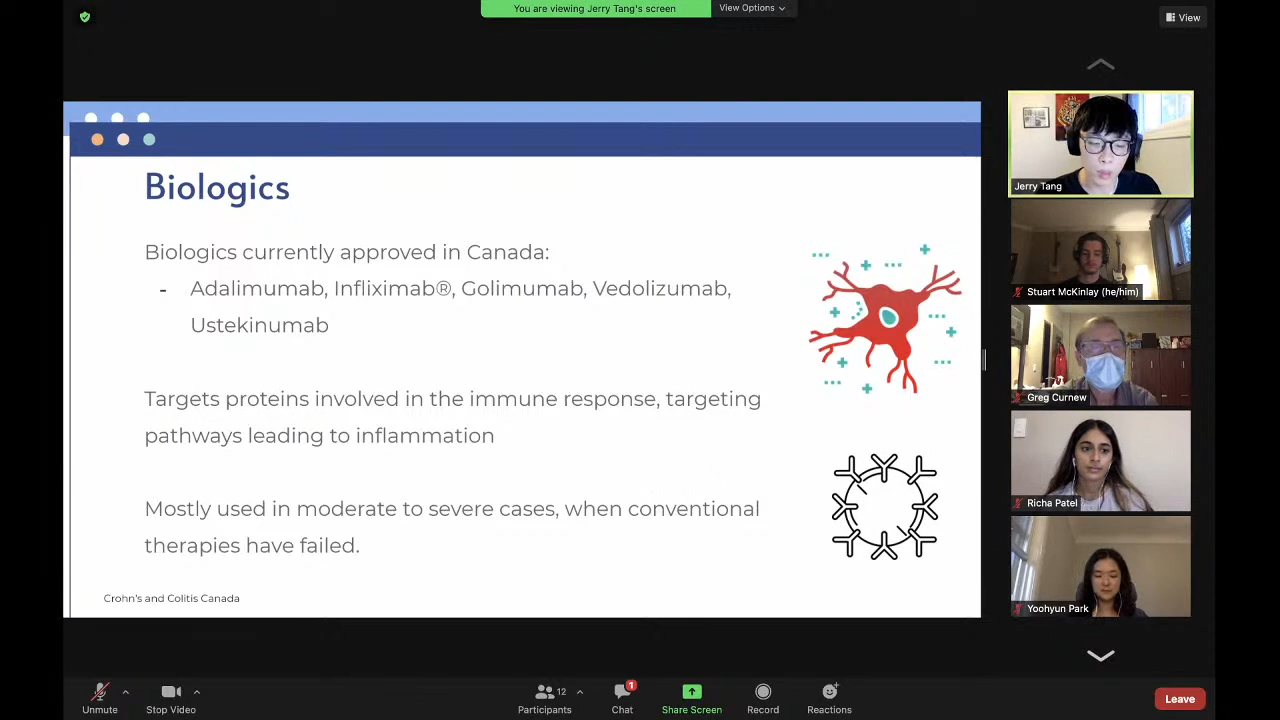 You are viewing Jerry Tang's screen
View Options
View
Biologics
Biologics currently approved in Canada:
- Adalimumab, Infliximab®, Golimumab, Vedolizumab,
Ustekinumab
Targets proteins involved in the immune response, targeting
pathways leading to inflammation
Mostly used in moderate to severe cases, when conventional
therapies have failed.
Crohn's and Colitis Canada
Jerry Tang
Stuart McKinlay (he/him)
Greg Curnew
Richa Patel
Yoohyun Park
Unmute
Stop Video
12
Participants
1
Chat
Share Screen
Record
Reactions
Leave